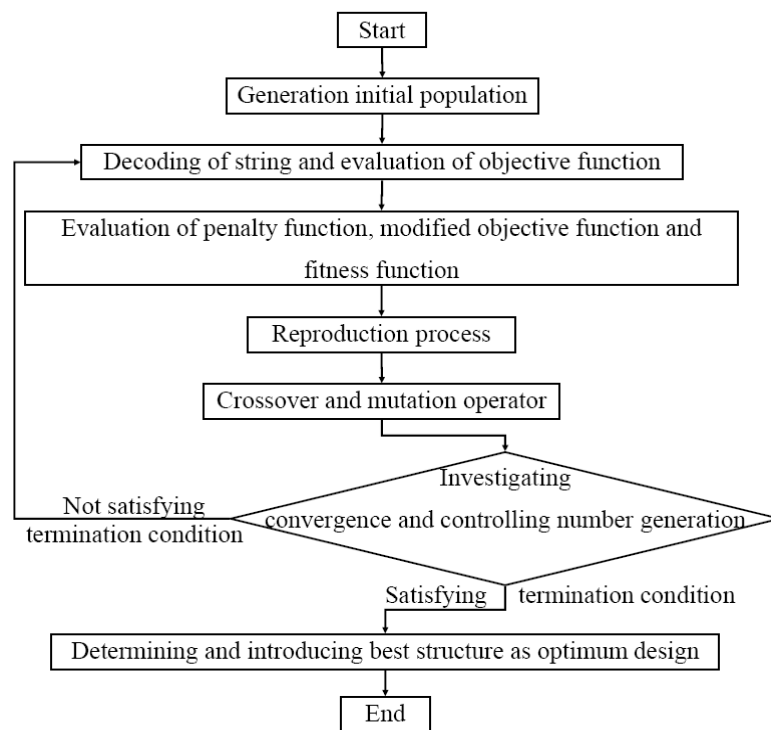 Start
Generation initial population
Decoding of string and evaluation of objective function
Evaluation of penalty function, modified objective function and
fitness function
Reproduction process
Crossover and mutation operator
Investigating
convergence and controlling number generation
Not satisfying
termination condition
Satisfying termination condition
Determining and introducing best structure as optimum design
End